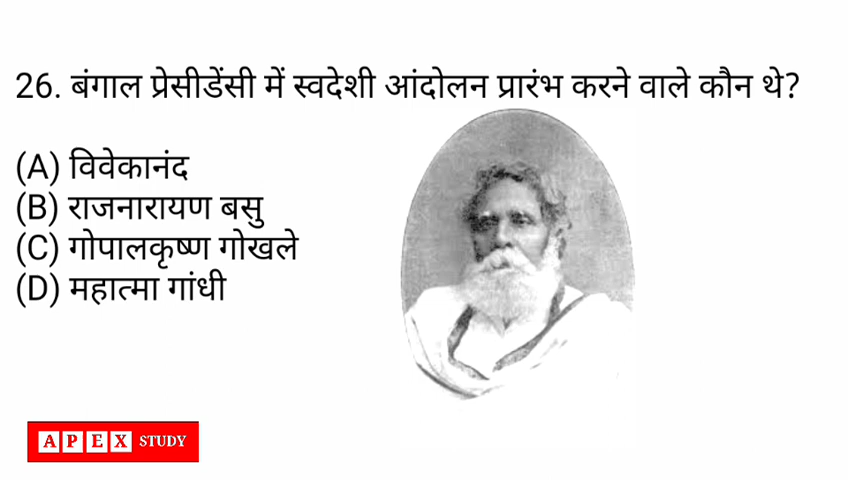 26. बंगाल प्रेसीडेंसी में स्वदेशी आंदोलन प्रारंभ करने वाले कौन थे?
(A) विवेकानंद
(B) राजनारायण बसु
(C) गोपालकृष्ण गोखले
(D) महात्मा गांधी
APEX STUDY